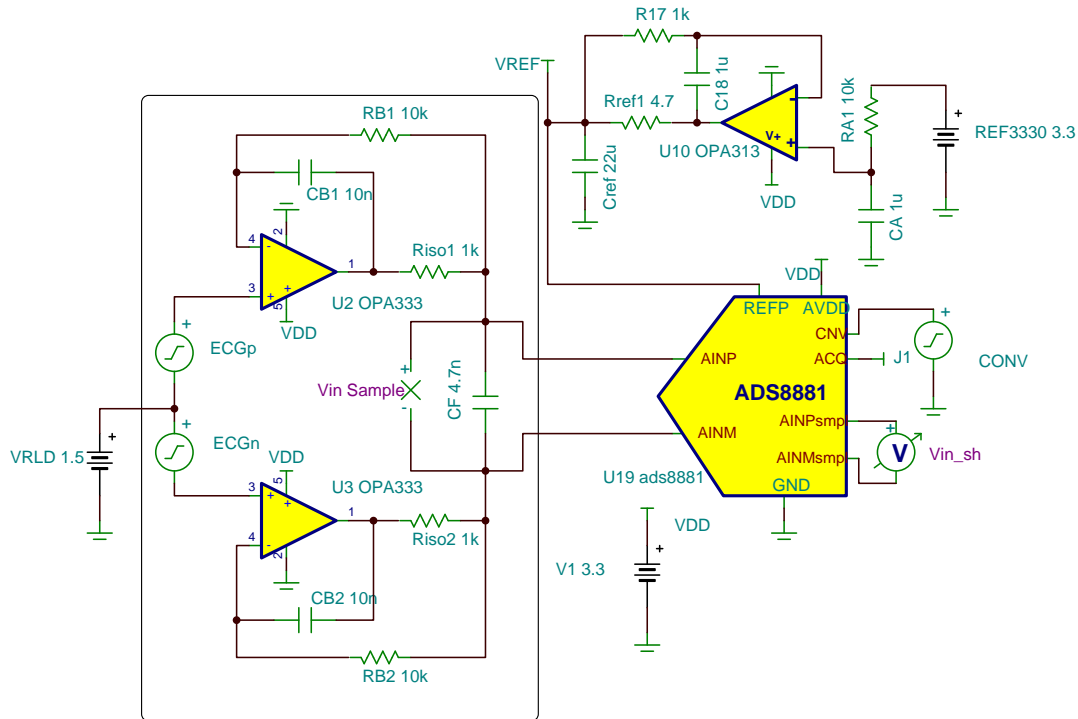 R17 1k
VREF
C18 1u
RB1 10k
Rref1 4.7
-
V+
+
RA1 10k
+
REF3330 3.3
U10 OPA313
Cref 22u
VDD
CA 1u
CB1 10n
2
4
-
1
Riso1 1k
3
+
+
5
U2 OPA333
VDD
VDD
REFP
AVDD
CNV
+
+
ECGp
AINP
ACQ
J1
CONV
+
Vin Sample
-
CF 4.7n
ADS8881
AINPsmp
+
V
Vin_sh
+
ECGn
AINM
AINMsmp
+
VRLD 1.5
VDD
U3 OPA333
U19 ads8881
GND
5
3
+
+
1
4
-
2
Riso2 1k
VDD
+
V1 3.3
CB2 10n
RB2 10k